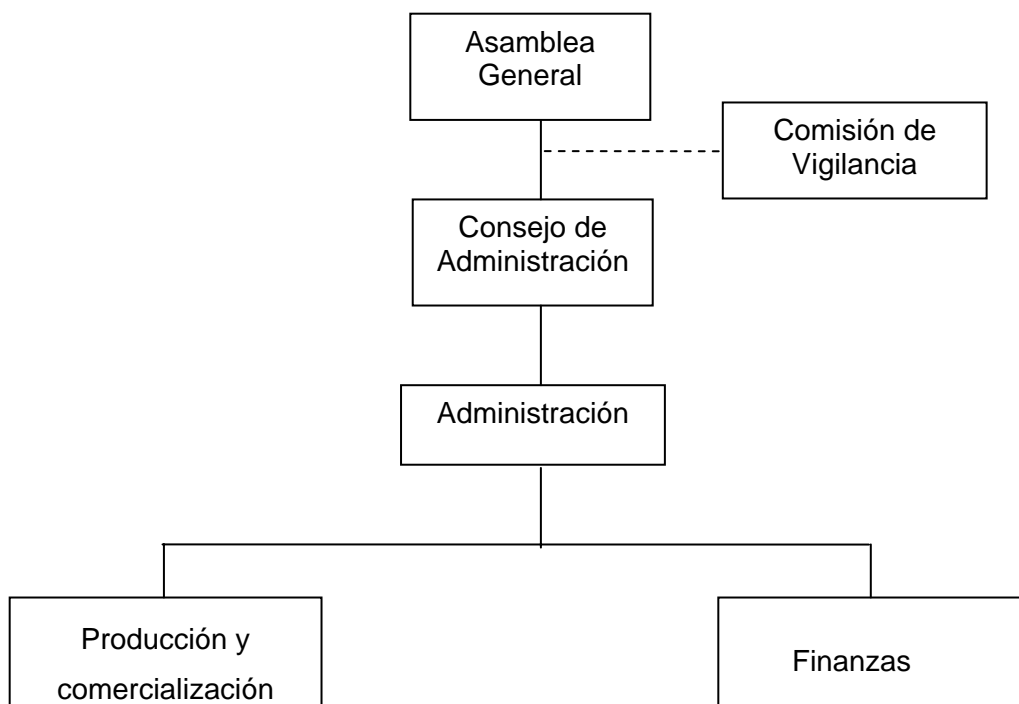 Asamblea
General
Comisión de
Vigilancia
Consejo de
Administración
Administración
Producción y
comercialización
Finanzas